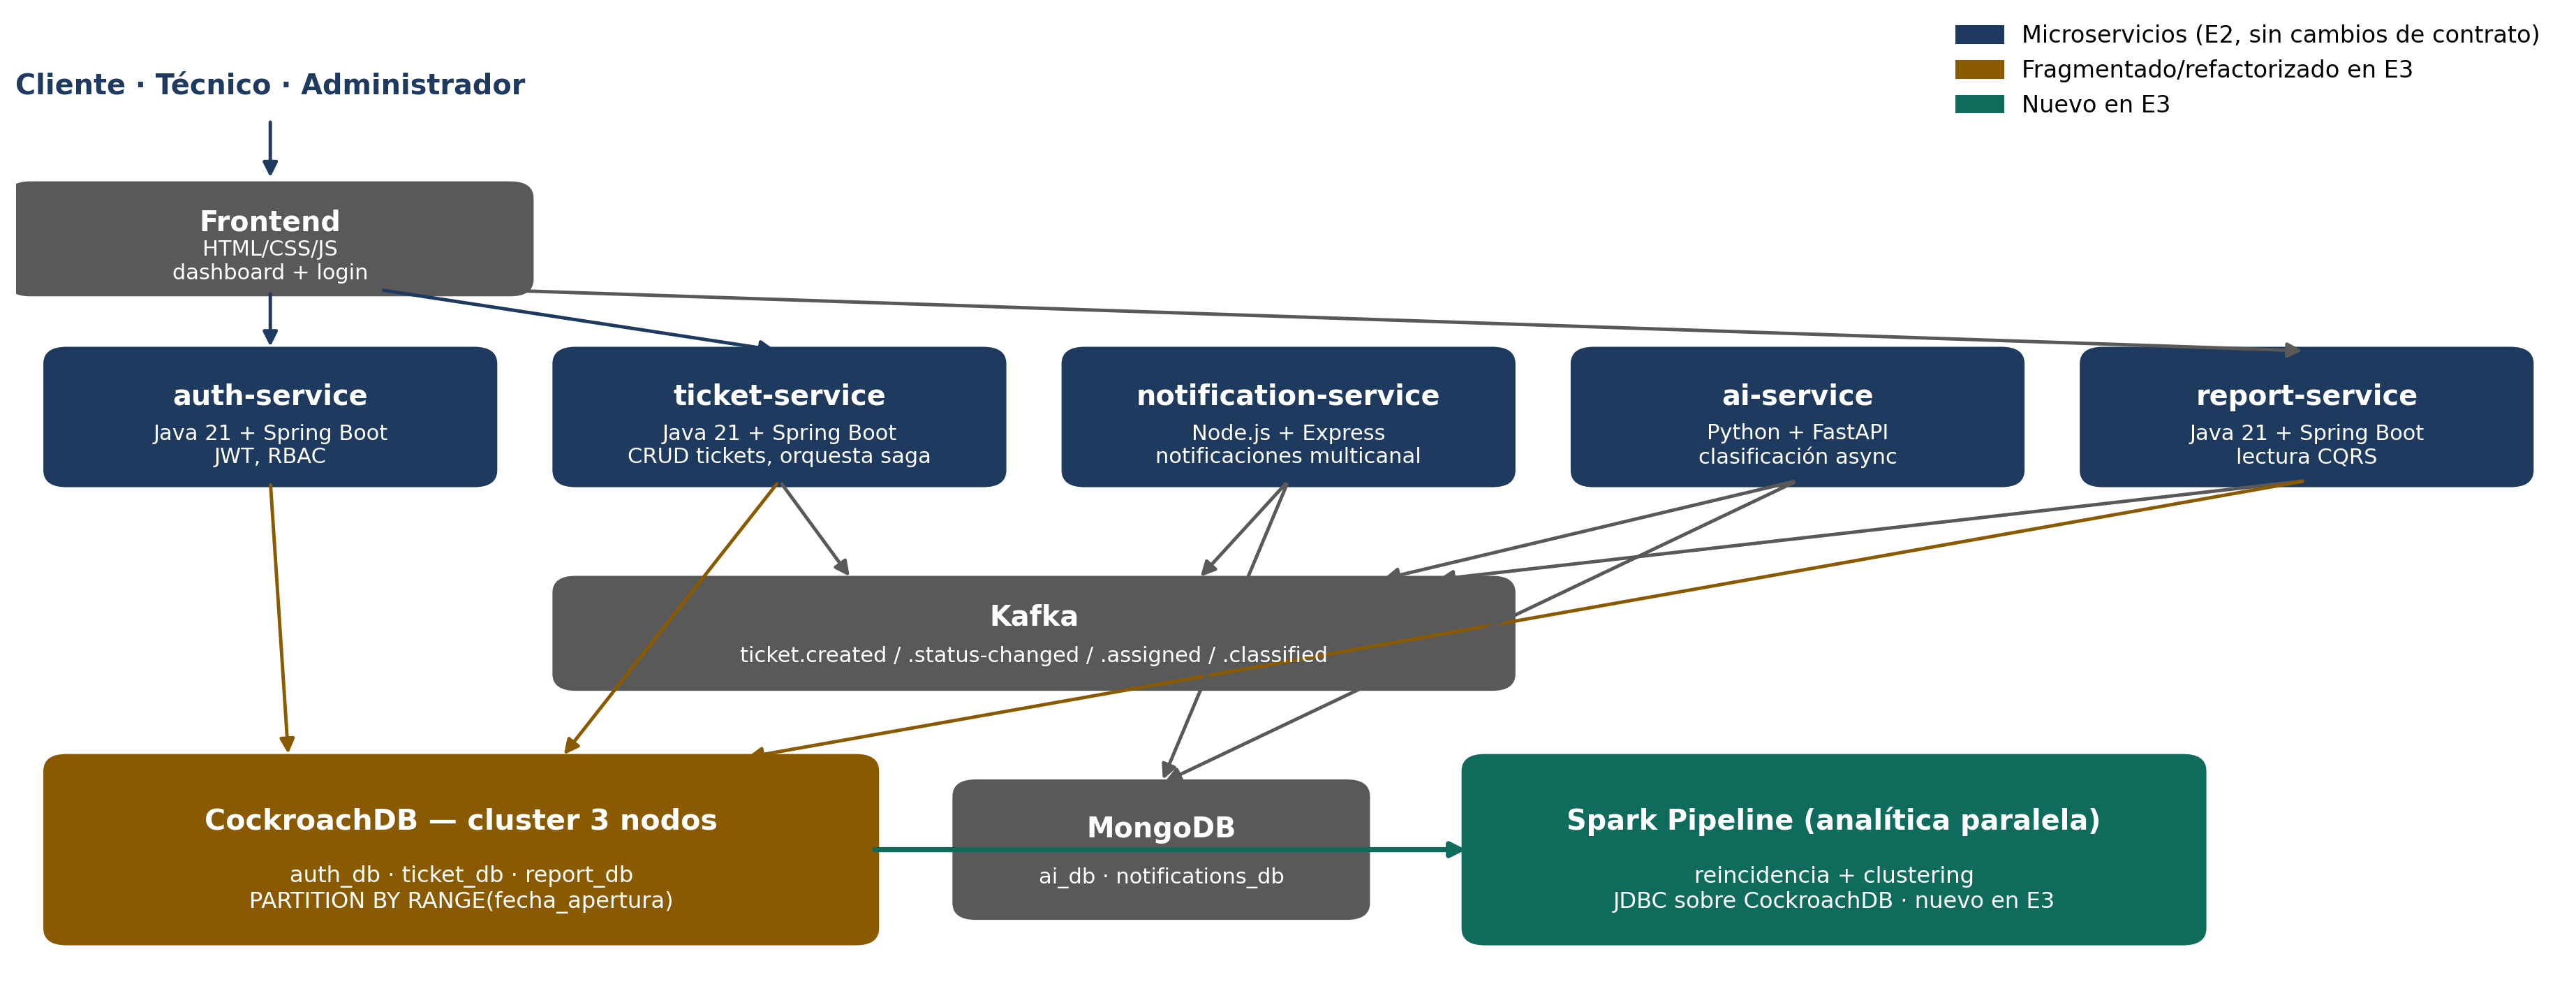 Microservicios (E2, sin cambios de contrato)
Fragmentado/refactorizado en E3
Nuevo en E3
Cliente · Técnico · Administrador
Frontend
HTML/CSS/JS
dashboard + login
auth-service
Java 21 + Spring Boot
JWT, RBAC
ticket-service
Java 21 + Spring Boot
CRUD tickets, orquesta saga
notification-service
Node.js + Express
notificaciones multicanal
ai-service
Python + FastAPI
clasificación async
report-service
Java 21 + Spring Boot
lectura CQRS
Kafka
ticket.created / .status-changed / .assigned / .classified
CockroachDB — cluster 3 nodos
auth_db · ticket_db · report_db
PARTITION BY RANGE(fecha_apertura)
MongoDB
ai_db · notifications_db
Spark Pipeline (analítica paralela)
reincidencia + clustering
JDBC sobre CockroachDB · nuevo en E3